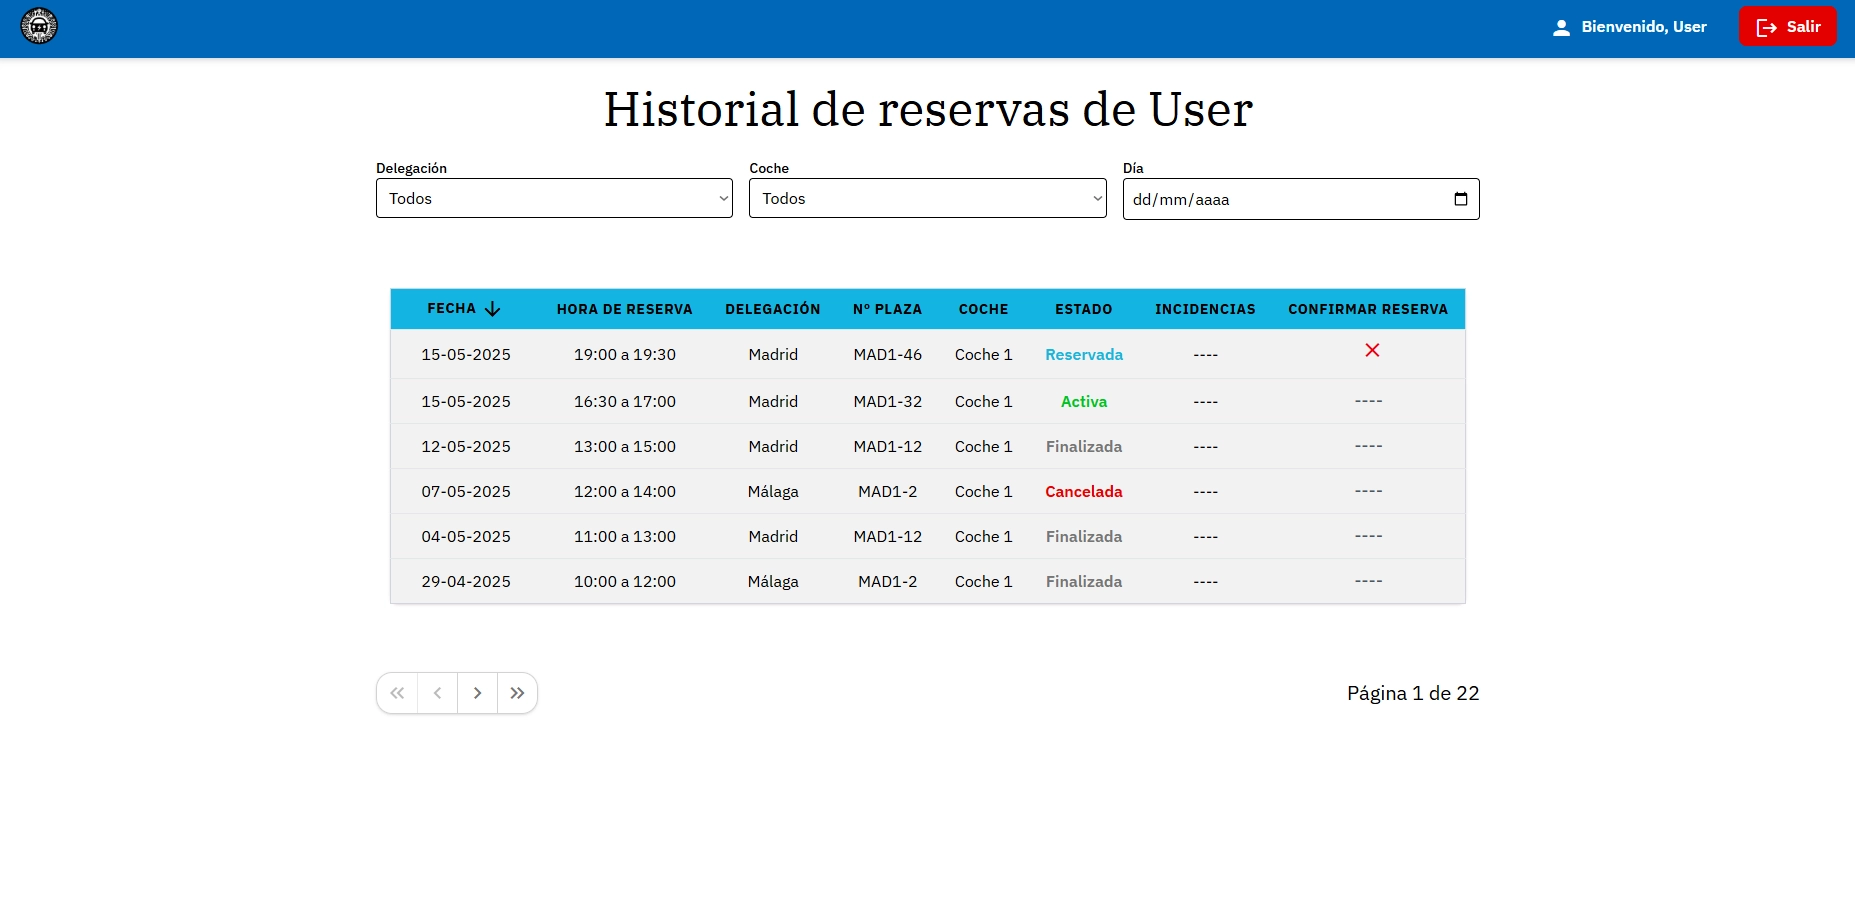 Bienvenido, User
Salir
Historial de reservas de User
Delegación Coche Día
Todos Todos dd/mm/aaaa
FECHA HORA DE RESERVA DELEGACIÓN Nº PLAZA COCHE ESTADO INCIDENCIAS CONFIRMAR RESERVA
15-05-2025 19:00 a 19:30 Madrid MAD1-46 Coche 1 Reservada ----
15-05-2025 16:30 a 17:00 Madrid MAD1-32 Coche 1 Activa ---- ----
12-05-2025 13:00 a 15:00 Madrid MAD1-12 Coche 1 Finalizada ---- ----
07-05-2025 12:00 a 14:00 Málaga MAD1-2 Coche 1 Cancelada ---- ----
04-05-2025 11:00 a 13:00 Madrid MAD1-12 Coche 1 Finalizada ---- ----
29-04-2025 10:00 a 12:00 Málaga MAD1-2 Coche 1 Finalizada ---- ----
Página 1 de 22